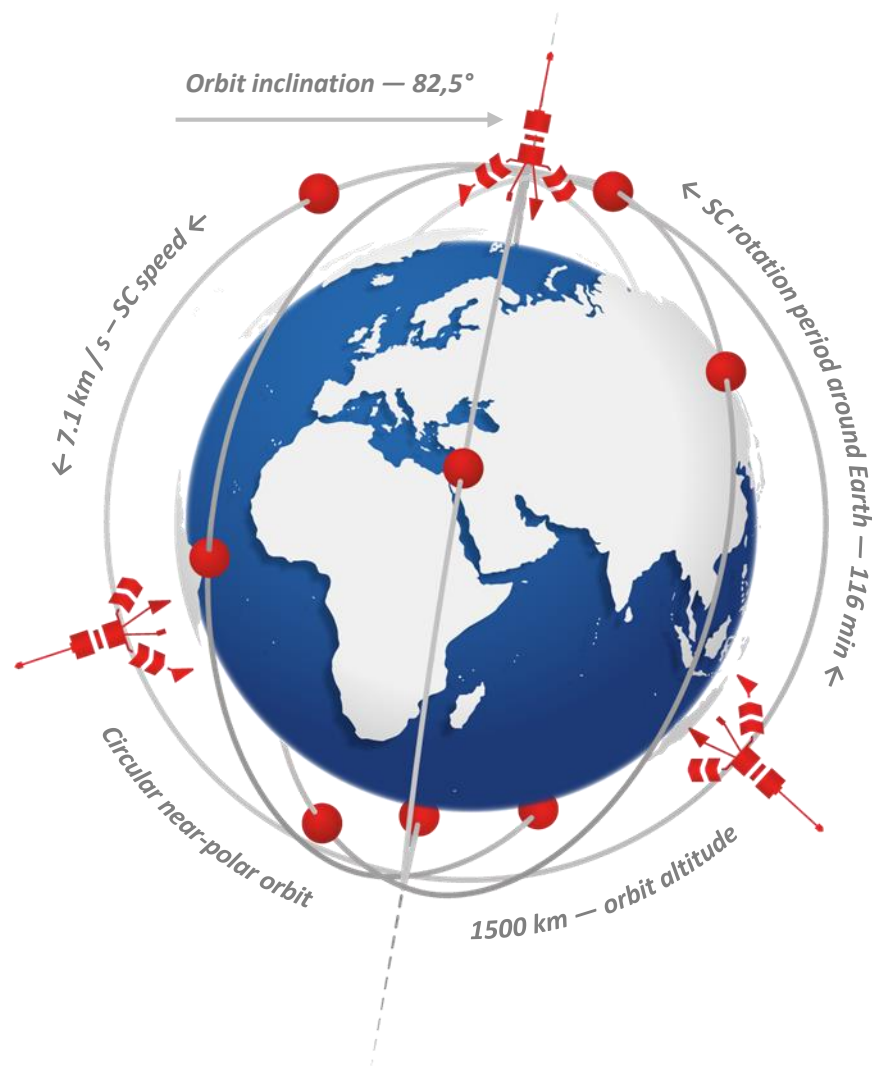 Orbit inclination — 82,5°
← 7.1 km / s – SC speed ←
← SC rotation period around Earth — 116 min ←
Circular near-polar orbit
1500 km — orbit altitude